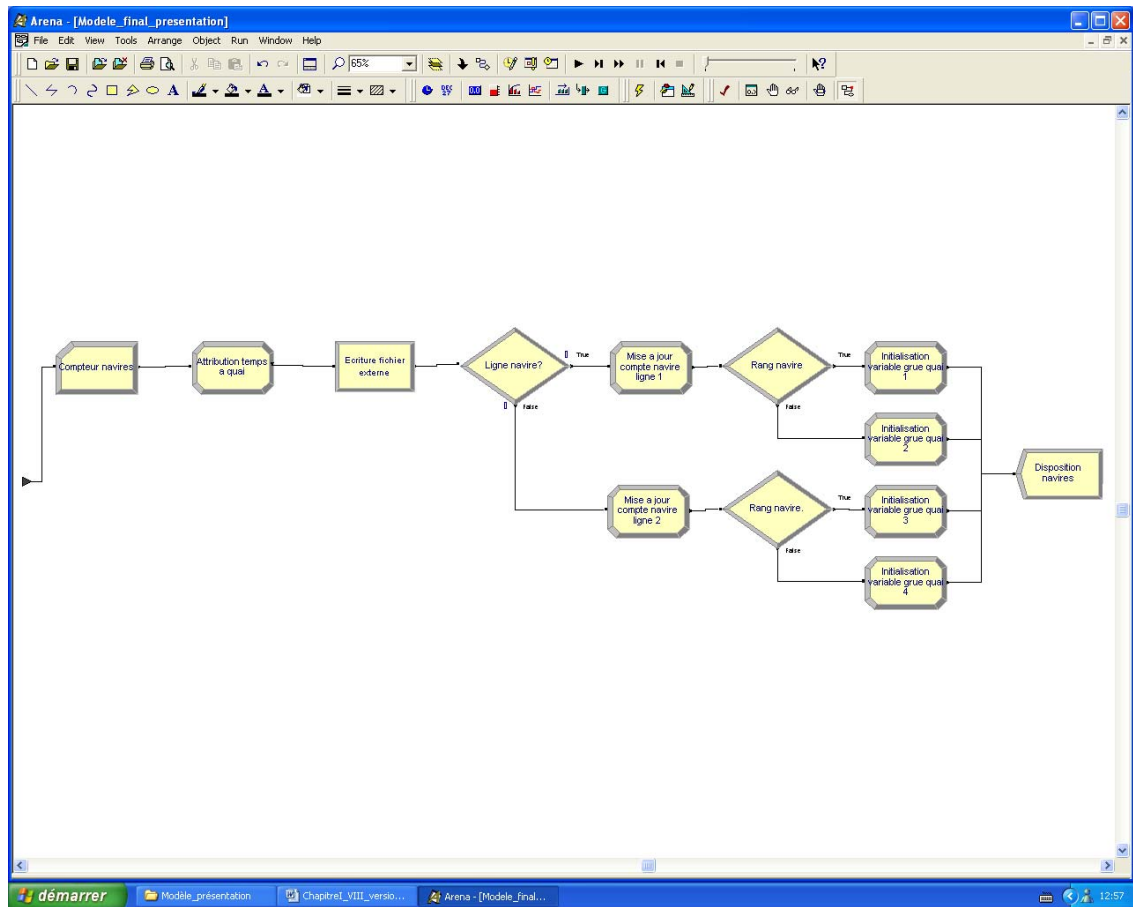 Arena - [Modele_final_presentation]
File Edit View Tools Arrange Object Run Window Help
65%
Compteur navires
Attribution temps
a quai
Ecriture fichier
externe
Ligne navire?
True
False
Mise a jour
compte navire
ligne 1
Rang navire
True
False
Initialisation
variable grue quai
1
Initialisation
variable grue quai
2
Mise a jour
compte navire
ligne 2
Rang navire.
True
False
Initialisation
variable grue quai
3
Initialisation
variable grue quai
4
Disposition
navires
démarrer
Modèle_présentation
ChapitreI_VIII_versio...
Arena - [Modele_final...
12:57